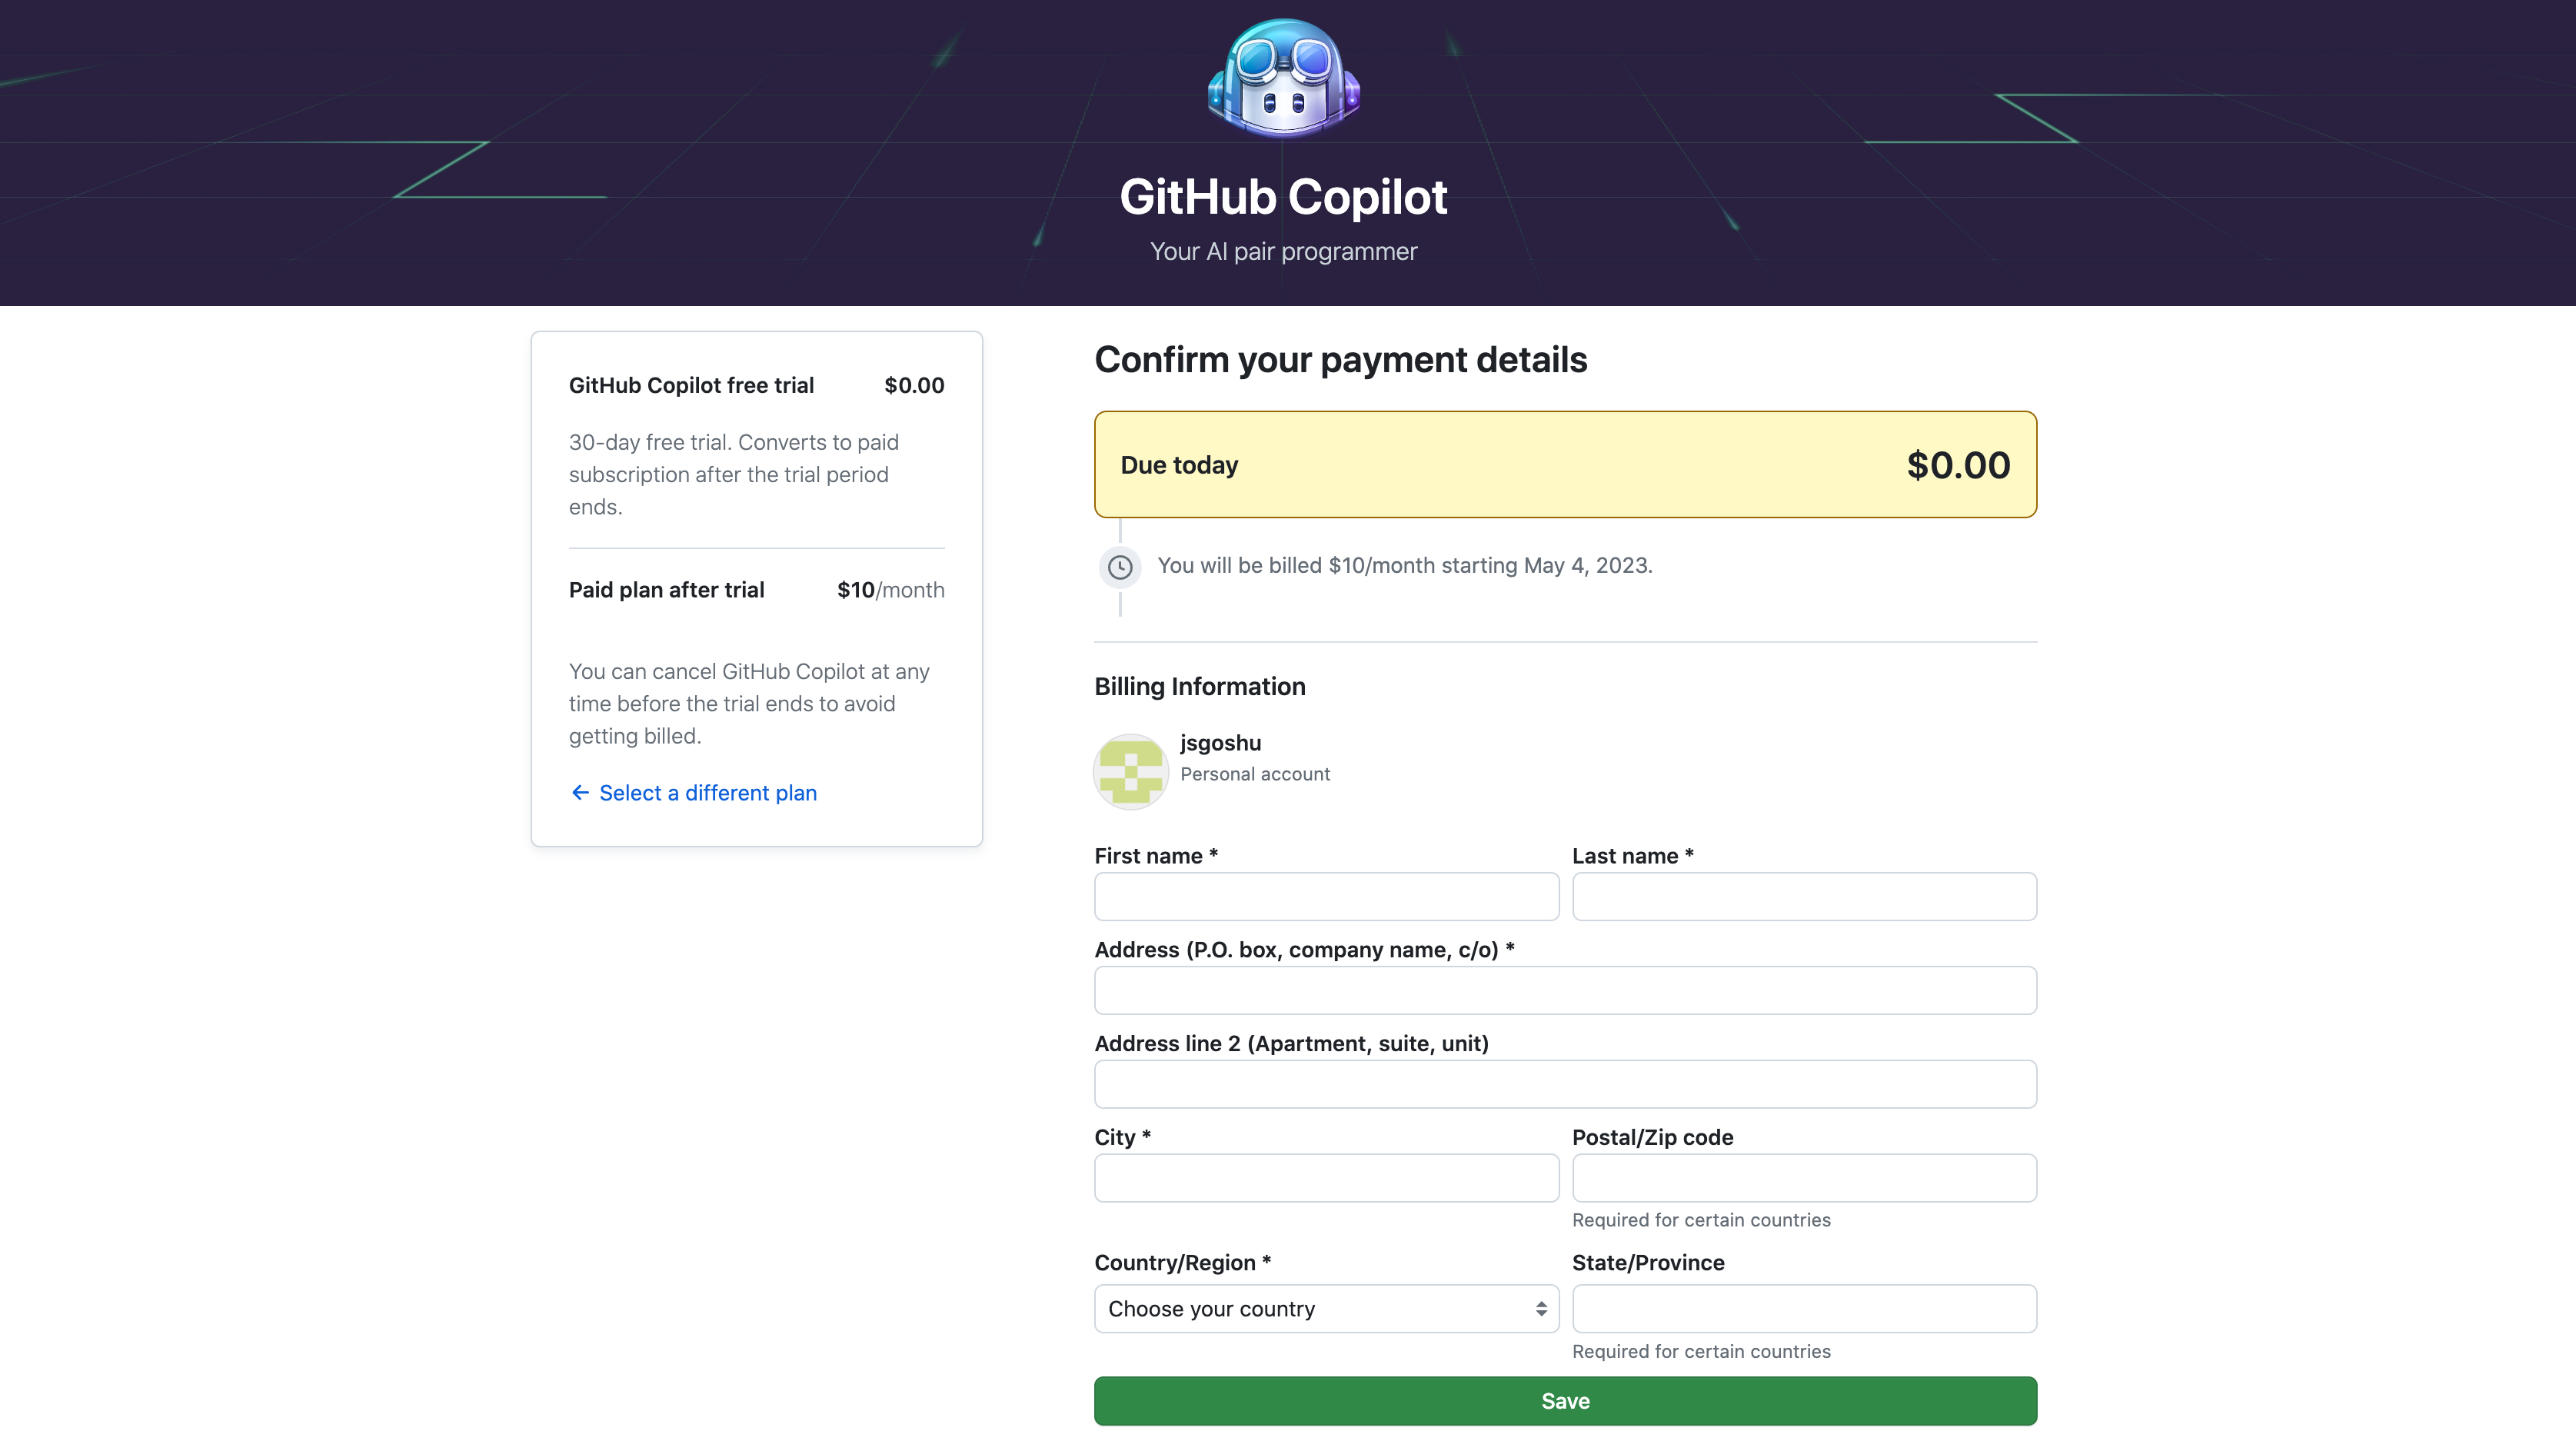 GitHub Copilot
Your AI pair programmer
GitHub Copilot free trial $0.00
30-day free trial. Converts to paid
subscription after the trial period
ends.
Paid plan after trial $10/month
You can cancel GitHub Copilot at any
time before the trial ends to avoid
getting billed.
← Select a different plan
Confirm your payment details
Due today $0.00
You will be billed $10/month starting May 4, 2023.
Billing Information
jsgoshu
Personal account
First name * Last name *
Address (P.O. box, company name, c/o) *
Address line 2 (Apartment, suite, unit)
City * Postal/Zip code
Required for certain countries
Country/Region * State/Province
Choose your country
Required for certain countries
Save